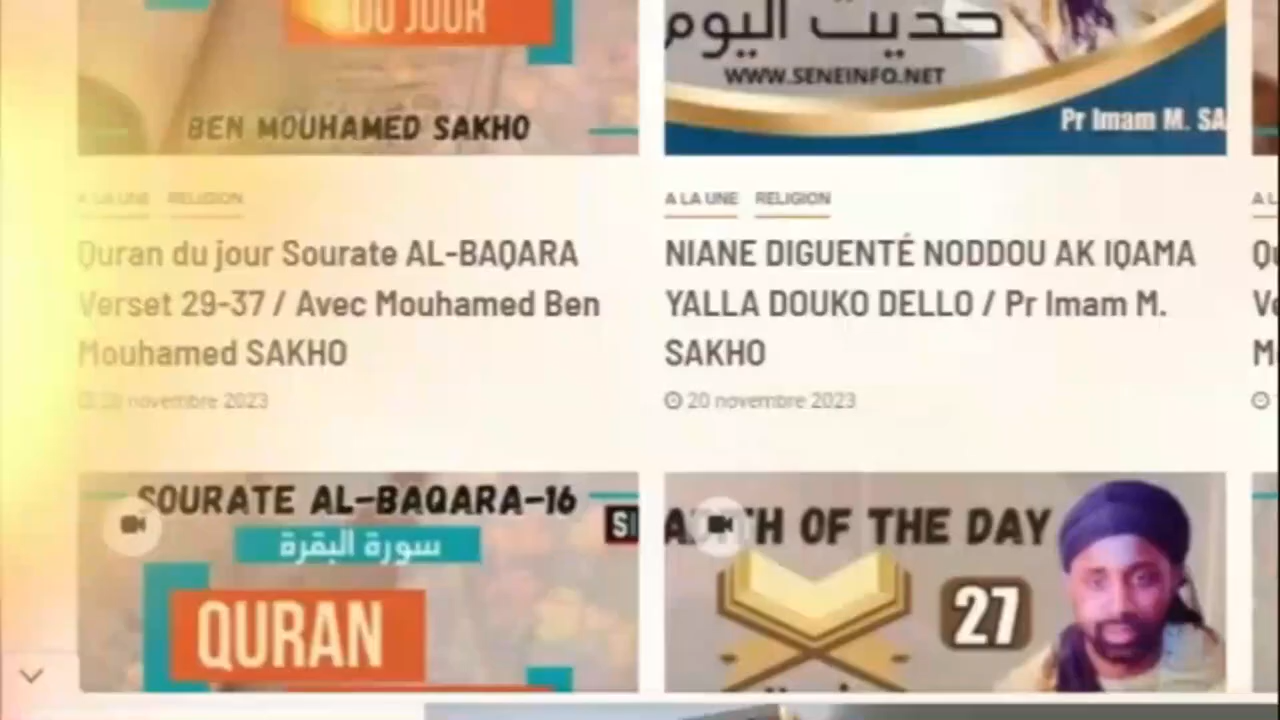 DU JOUR
BEN MOUHAMED SAKHO
حديث اليوم
WWW.SENEINFO.NET
Pr Imam M. SA
A LA UNE RELIGION
Quran du jour Sourate AL-BAQARA
Verset 29-37 / Avec Mouhamed Ben
Mouhamed SAKHO
novembre 2023
A LA UNE RELIGION
NIANE DIGUENTÉ NODDOU AK IQAMA
YALLA DOUKO DELLO / Pr Imam M.
SAKHO
20 novembre 2023
SOURATE AL-BAQARA-16
سورة البقرة
QURAN
OF THE DAY
27